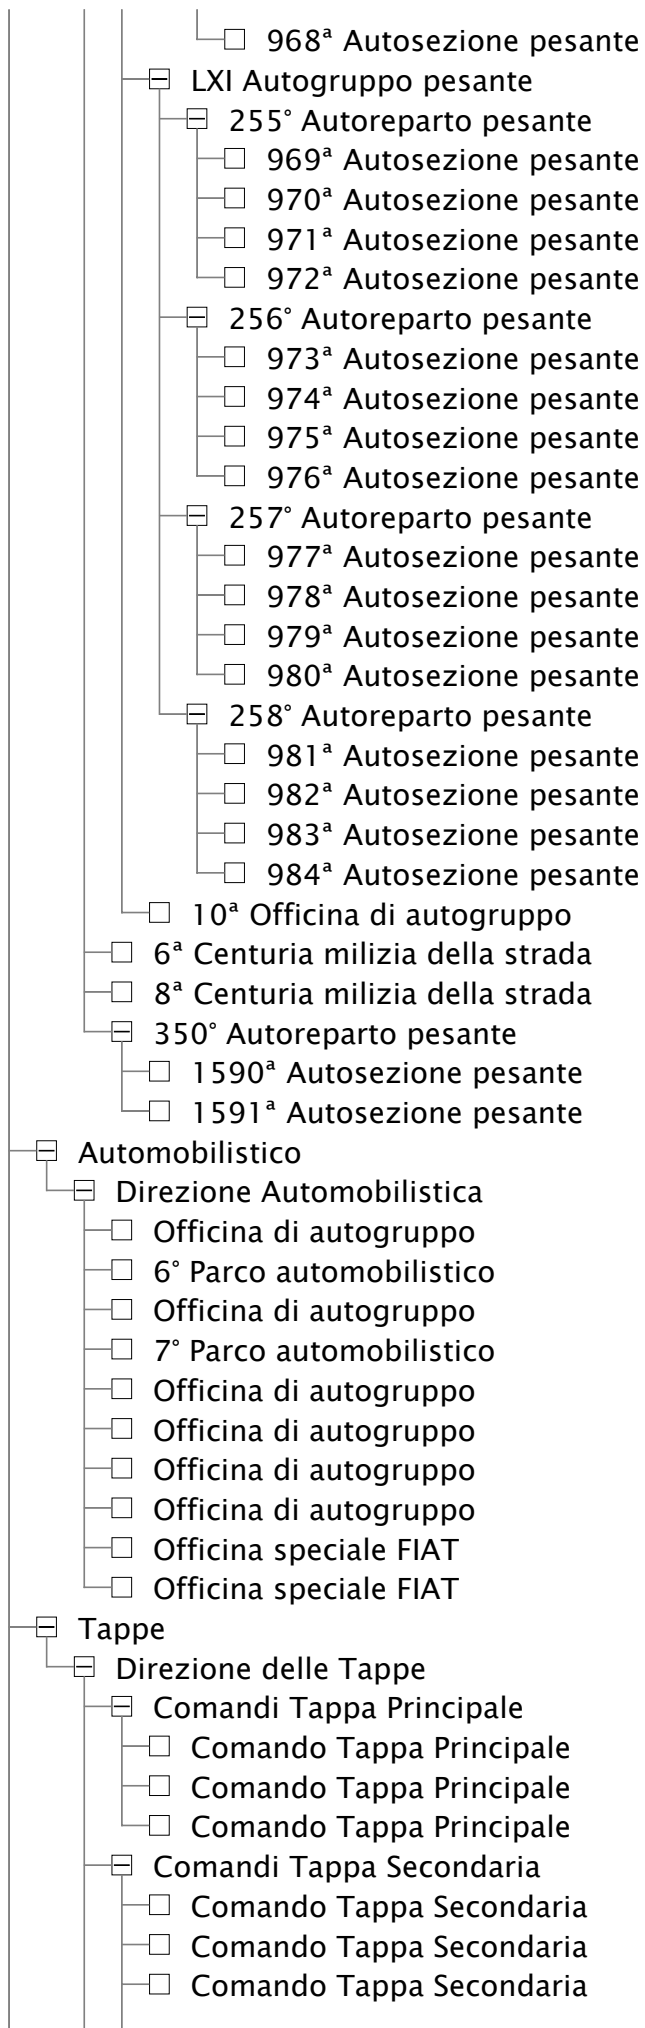 968ª Autosezione pesante
LXI Autogruppo pesante
255° Autoreparto pesante
969ª Autosezione pesante
970ª Autosezione pesante
971ª Autosezione pesante
972ª Autosezione pesante
256° Autoreparto pesante
973ª Autosezione pesante
974ª Autosezione pesante
975ª Autosezione pesante
976ª Autosezione pesante
257° Autoreparto pesante
977ª Autosezione pesante
978ª Autosezione pesante
979ª Autosezione pesante
980ª Autosezione pesante
258° Autoreparto pesante
981ª Autosezione pesante
982ª Autosezione pesante
983ª Autosezione pesante
984ª Autosezione pesante
10ª Officina di autogruppo
6ª Centuria milizia della strada
8ª Centuria milizia della strada
350° Autoreparto pesante
1590ª Autosezione pesante
1591ª Autosezione pesante
Automobilistico
Direzione Automobilistica
Officina di autogruppo
6° Parco automobilistico
Officina di autogruppo
7° Parco automobilistico
Officina di autogruppo
Officina di autogruppo
Officina di autogruppo
Officina di autogruppo
Officina speciale FIAT
Officina speciale FIAT
Tappe
Direzione delle Tappe
Comandi Tappa Principale
Comando Tappa Principale
Comando Tappa Principale
Comando Tappa Principale
Comandi Tappa Secondaria
Comando Tappa Secondaria
Comando Tappa Secondaria
Comando Tappa Secondaria